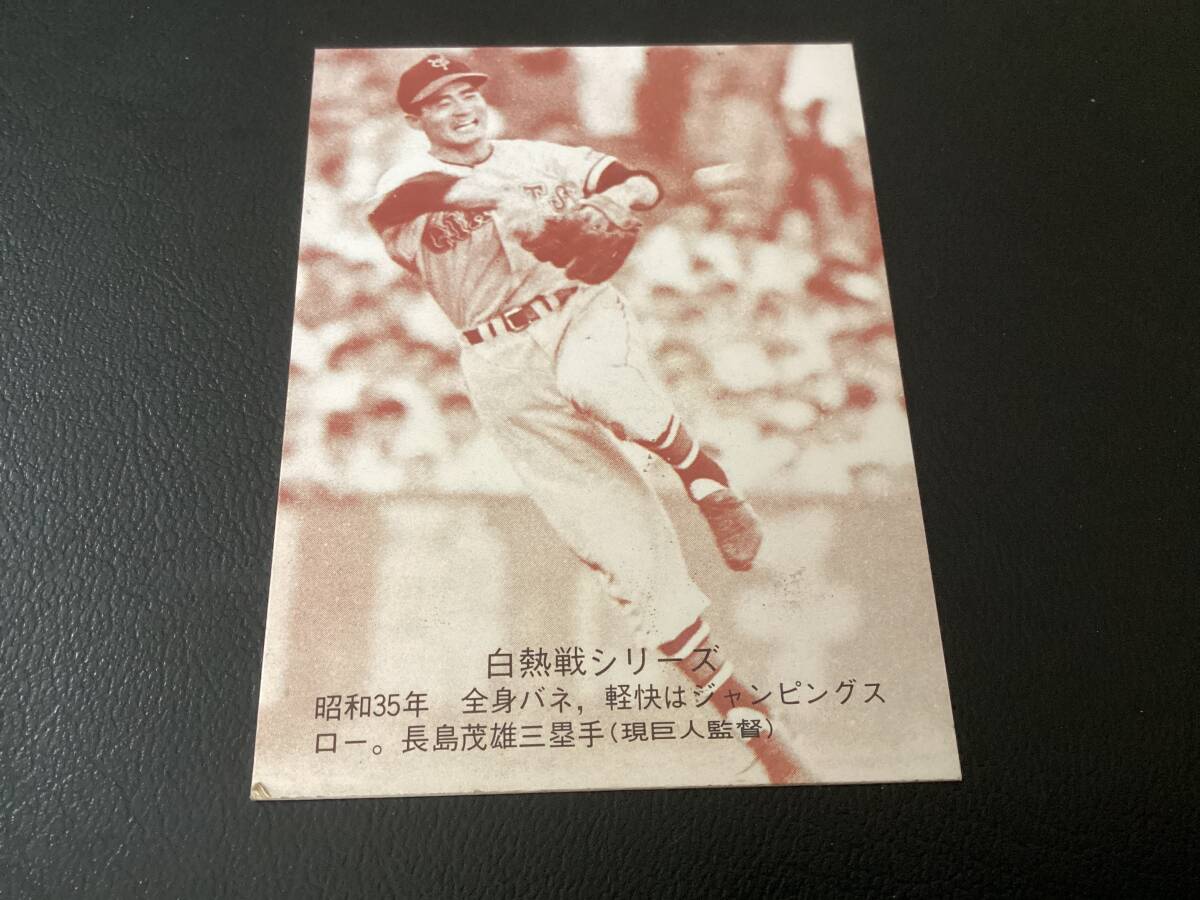 YG
Giants
白熱戦シリーズ
昭和35年　全身バネ，軽快はジャンピングス
ロー。長島茂雄三塁手(現巨人監督)